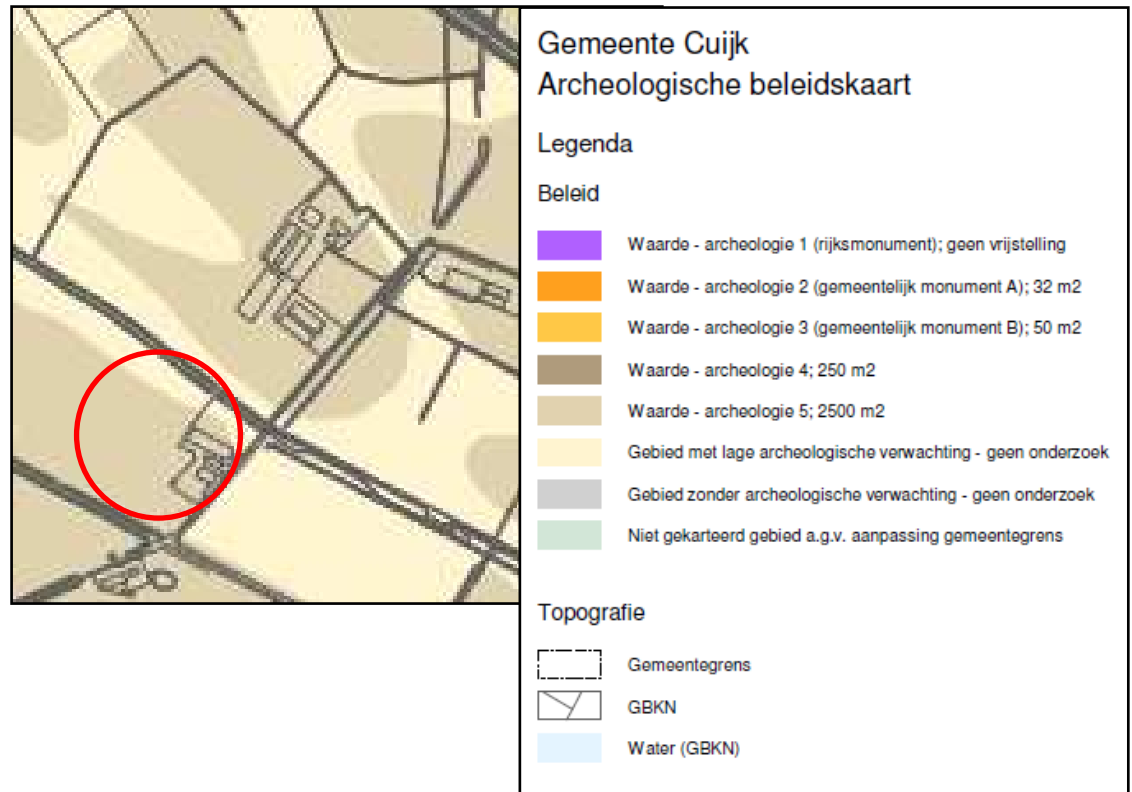 Gemeente Cuijk
Archeologische beleidskaart
Legenda
Beleid
Waarde - archeologie 1 (rijksmonument); geen vrijstelling
Waarde - archeologie 2 (gemeentelijk monument A); 32 m2
Waarde - archeologie 3 (gemeentelijk monument B); 50 m2
Waarde - archeologie 4; 250 m2
Waarde - archeologie 5; 2500 m2
Gebied met lage archeologische verwachting - geen onderzoek
Gebied zonder archeologische verwachting - geen onderzoek
Niet gekarteerd gebied a.g.v. aanpassing gemeentegrens
Topografie
Gemeentegrens
GBKN
Water (GBKN)